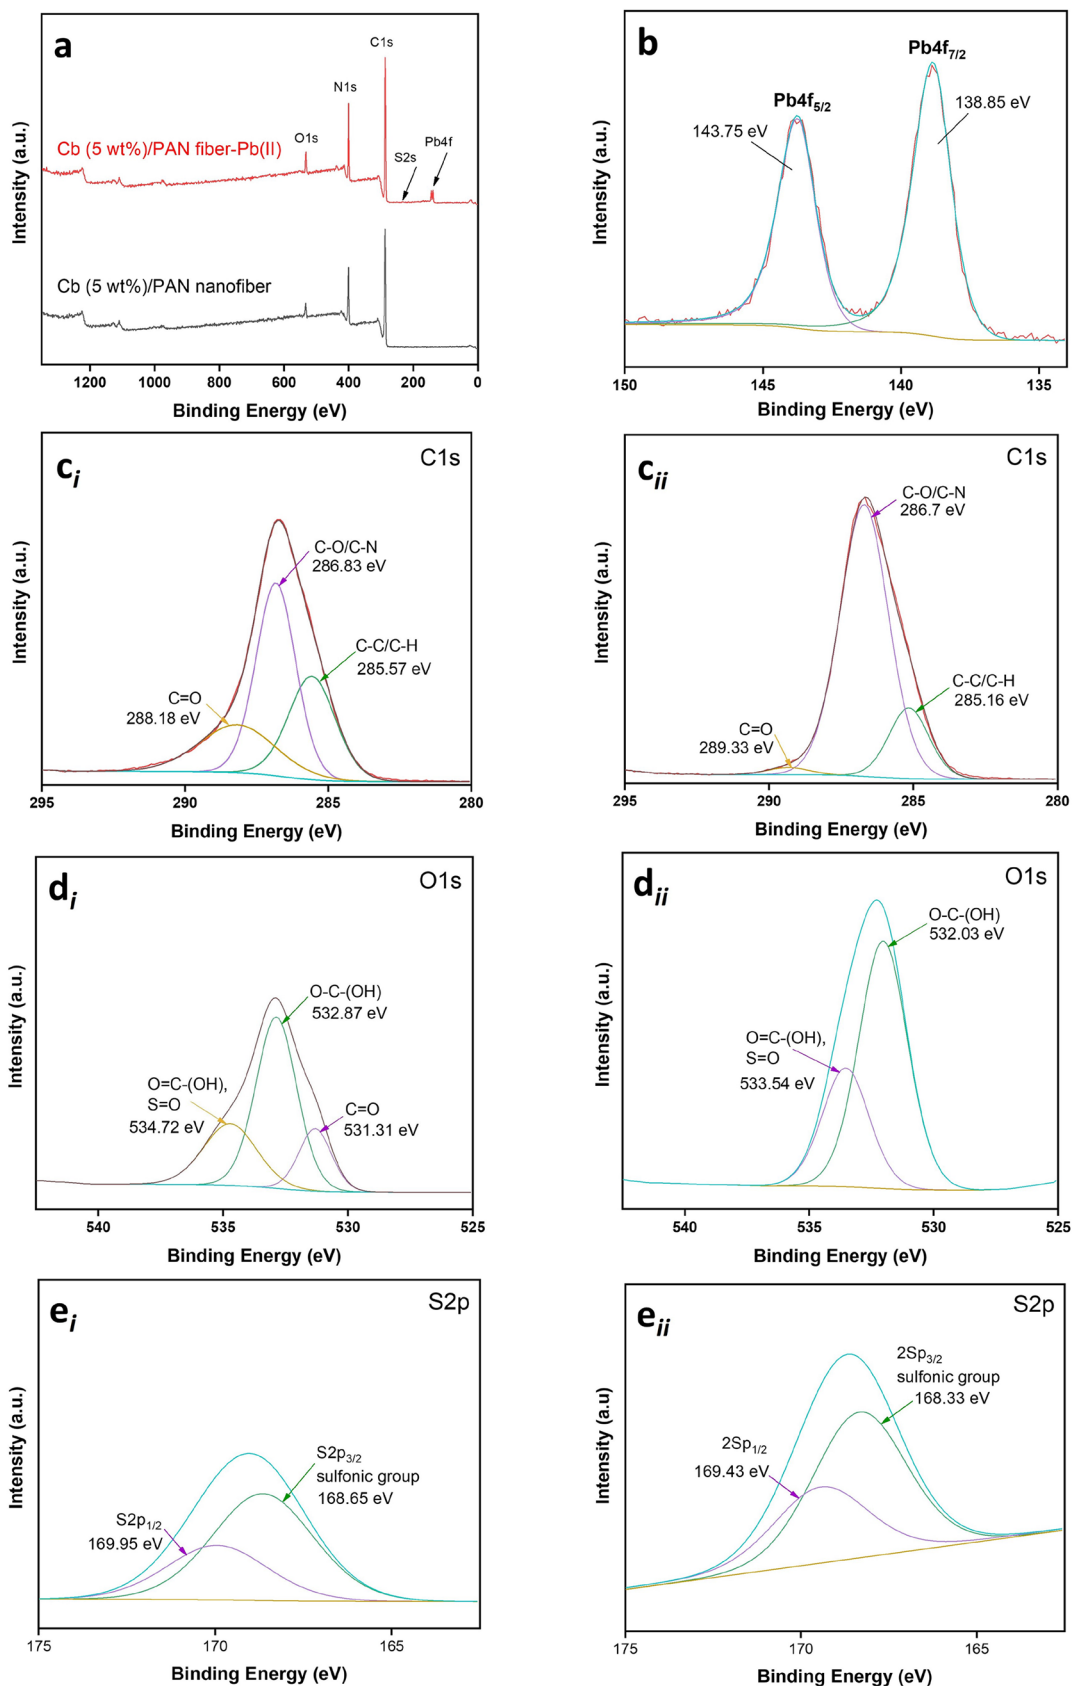 a
C1s
N1s
O1s
Pb4f
S2s
Cb (5 wt%)/PAN fiber-Pb(II)
Cb (5 wt%)/PAN nanofiber
Intensity (a.u.)
1200 1000 800 600 400 200 0
Binding Energy (eV)
b
Pb4f7/2
Pb4f5/2
138.85 eV
143.75 eV
Intensity (a.u.)
150 145 140 135
Binding Energy (eV)
ci
C1s
C-O/C-N
286.83 eV
C-C/C-H
285.57 eV
C=O
288.18 eV
Intensity (a.u.)
295 290 285 280
Binding Energy (eV)
cii
C1s
C-O/C-N
286.7 eV
C-C/C-H
285.16 eV
C=O
289.33 eV
Intensity (a.u.)
295 290 285 280
Binding Energy (eV)
di
O1s
O-C-(OH)
532.87 eV
O=C-(OH),
S=O
534.72 eV
C=O
531.31 eV
Intensity (a.u.)
540 535 530 525
Binding Energy (eV)
dii
O1s
O-C-(OH)
532.03 eV
O=C-(OH),
S=O
533.54 eV
Intensity (a.u.)
540 535 530 525
Binding Energy (eV)
ei
S2p
S2p3/2
sulfonic group
168.65 eV
S2p1/2
169.95 eV
Intensity (a.u)
175 170 165
Binding Energy (eV)
eii
S2p
2Sp3/2
sulfonic group
168.33 eV
2Sp1/2
169.43 eV
Intensity (a.u)
175 170 165
Binding Energy (eV)